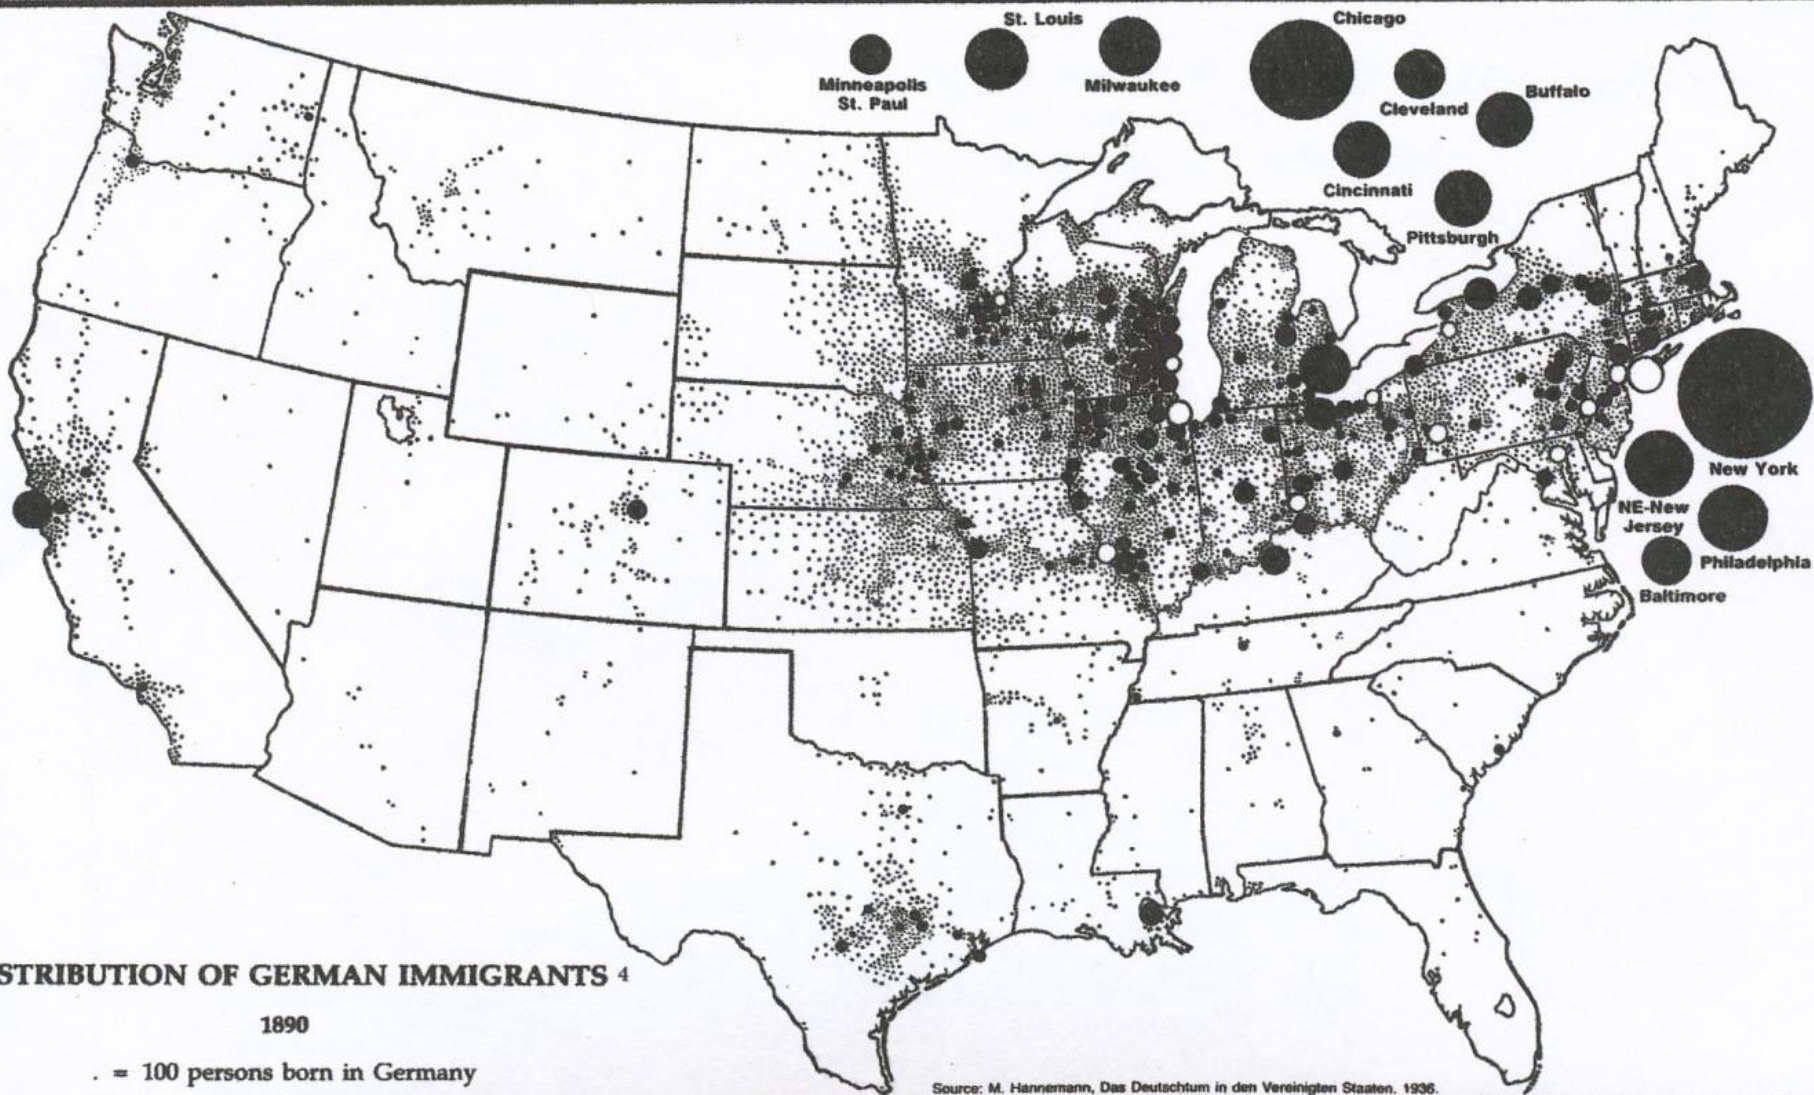 St. Louis
Chicago
Minneapolis
St. Paul
Milwaukee
Cleveland
Buffalo
Cincinnati
Pittsburgh
New York
NE-New
Jersey
Philadelphia
Baltimore
STRIBUTION OF GERMAN IMMIGRANTS 4
1890
. = 100 persons born in Germany
Source: M. Hannemann, Das Deutschtum in den Vereinigten Staaten. 1936.